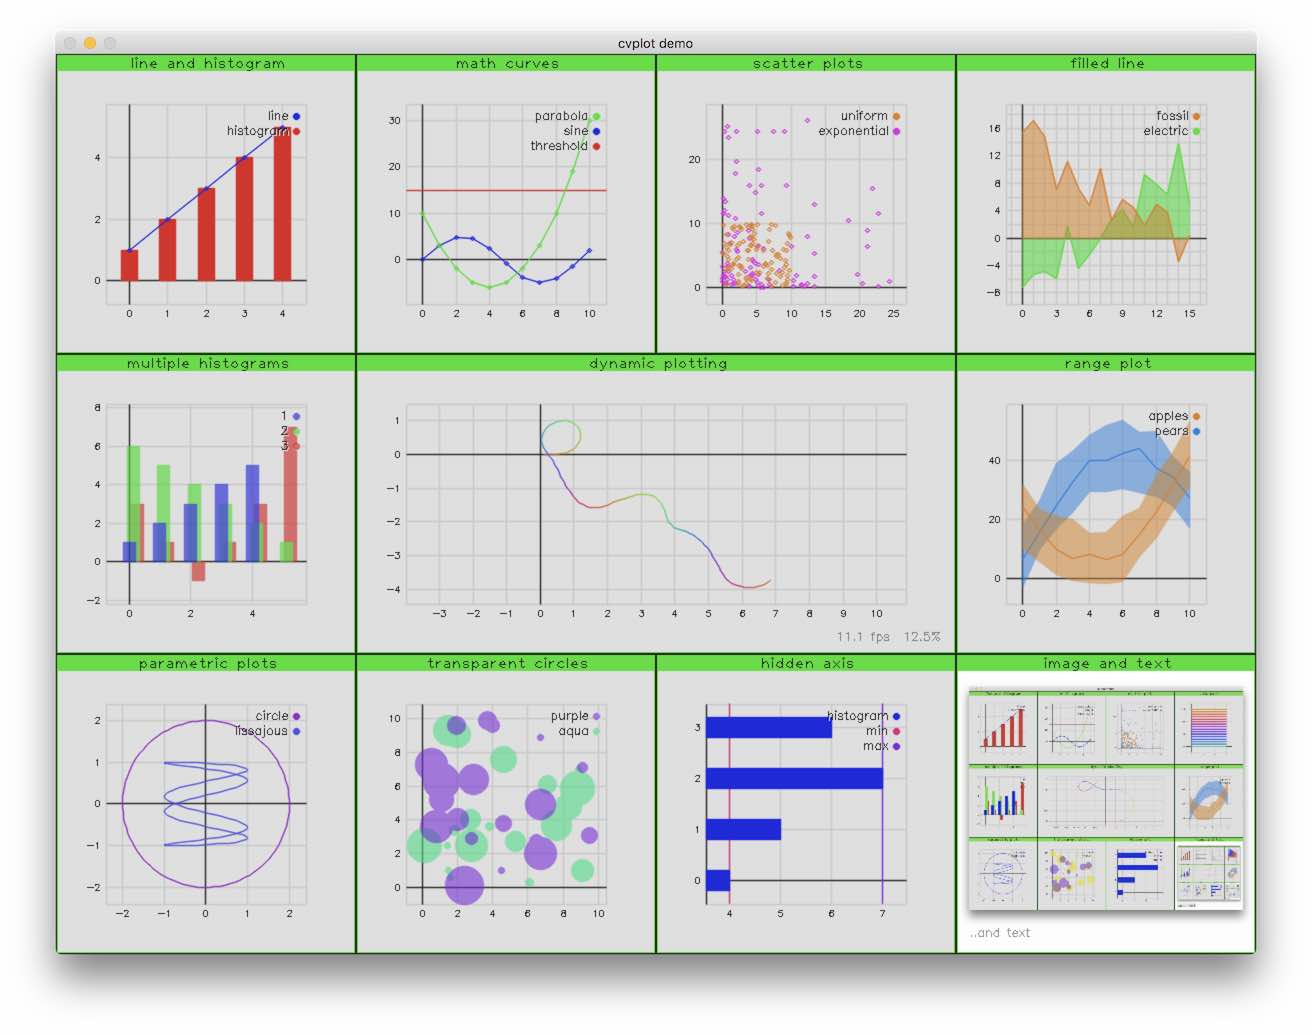 cvplot demo
line and histogram
line
histogram
4
2
0
0 1 2 3 4
math curves
parabola
sine
threshold
30
20
10
0
0 2 4 6 8 10
scatter plots
uniform
exponential
20
10
0
0 5 10 15 20 25
filled line
fossil
electric
16
12
8
4
0
−4
−8
0 3 6 9 12 15
multiple histograms
1
2
3
8
6
4
2
0
−2
0 2 4
dynamic plotting
1
0
−1
−2
−3
−4
−3 −2 −1 0 1 2 3 4 5 6 7 8 9 10
11.1 fps 12.5%
range plot
apples
pears
40
20
0
0 2 4 6 8 10
parametric plots
circle
lissajous
2
1
0
−1
−2
−2 −1 0 1 2
transparent circles
purple
aqua
10
8
6
4
2
0
0 2 4 6 8 10
hidden axis
histogram
min
max
3
2
1
0
4 5 6 7
image and text
..and text